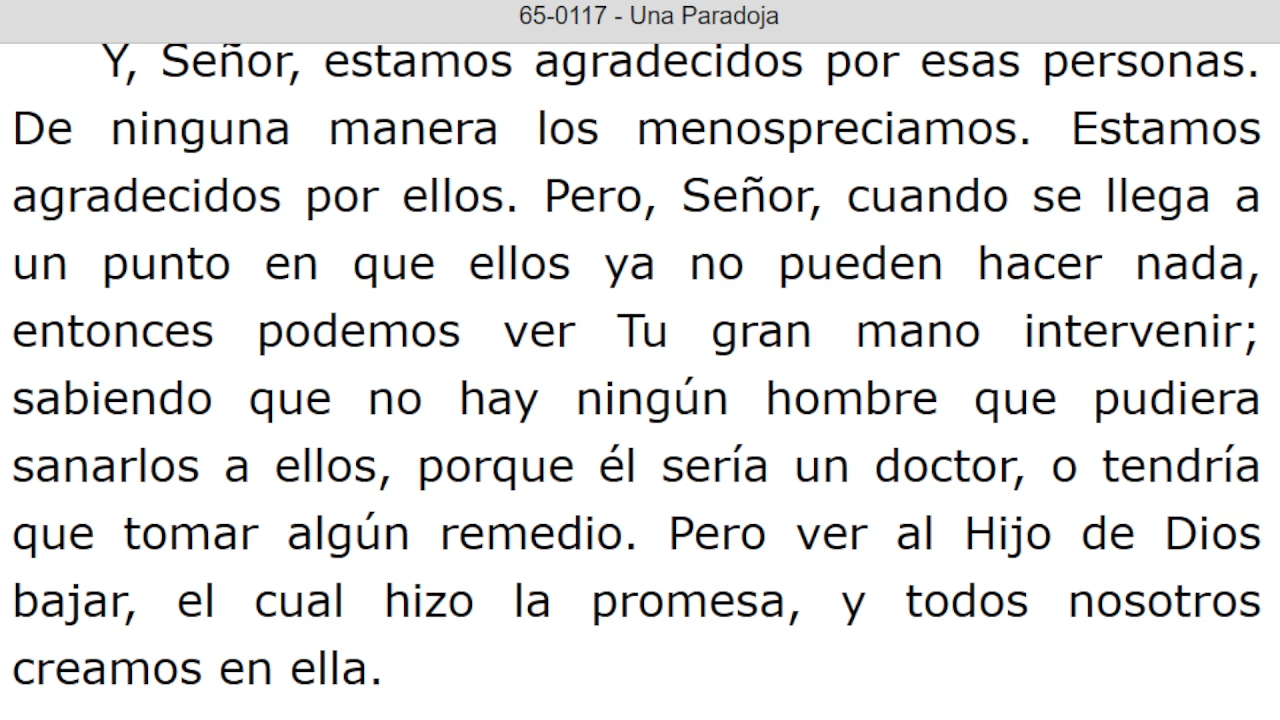 65-0117 - Una Paradoja
Y, Señor, estamos agradecidos por esas personas.
De ninguna manera los menospreciamos. Estamos
agradecidos por ellos. Pero, Señor, cuando se llega a
un punto en que ellos ya no pueden hacer nada,
entonces podemos ver Tu gran mano intervenir;
sabiendo que no hay ningún hombre que pudiera
sanarlos a ellos, porque él sería un doctor, o tendría
que tomar algún remedio. Pero ver al Hijo de Dios
bajar, el cual hizo la promesa, y todos nosotros
creamos en ella.